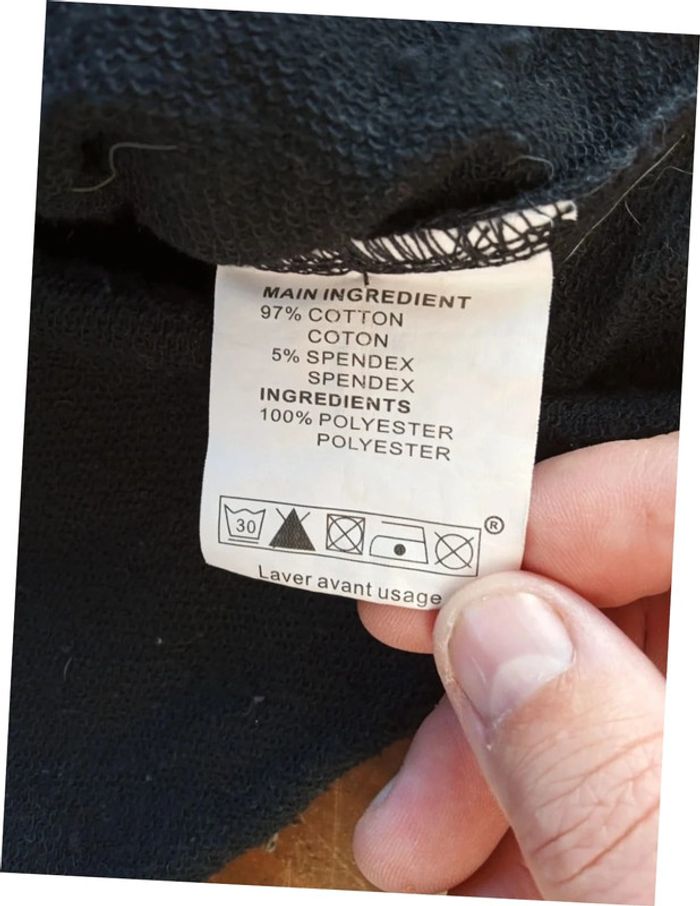 MAIN INGREDIENT
97% COTTON
COTON
5% SPENDEX
SPENDEX
INGREDIENTS
100% POLYESTER
POLYESTER
30
®
Laver avant usage